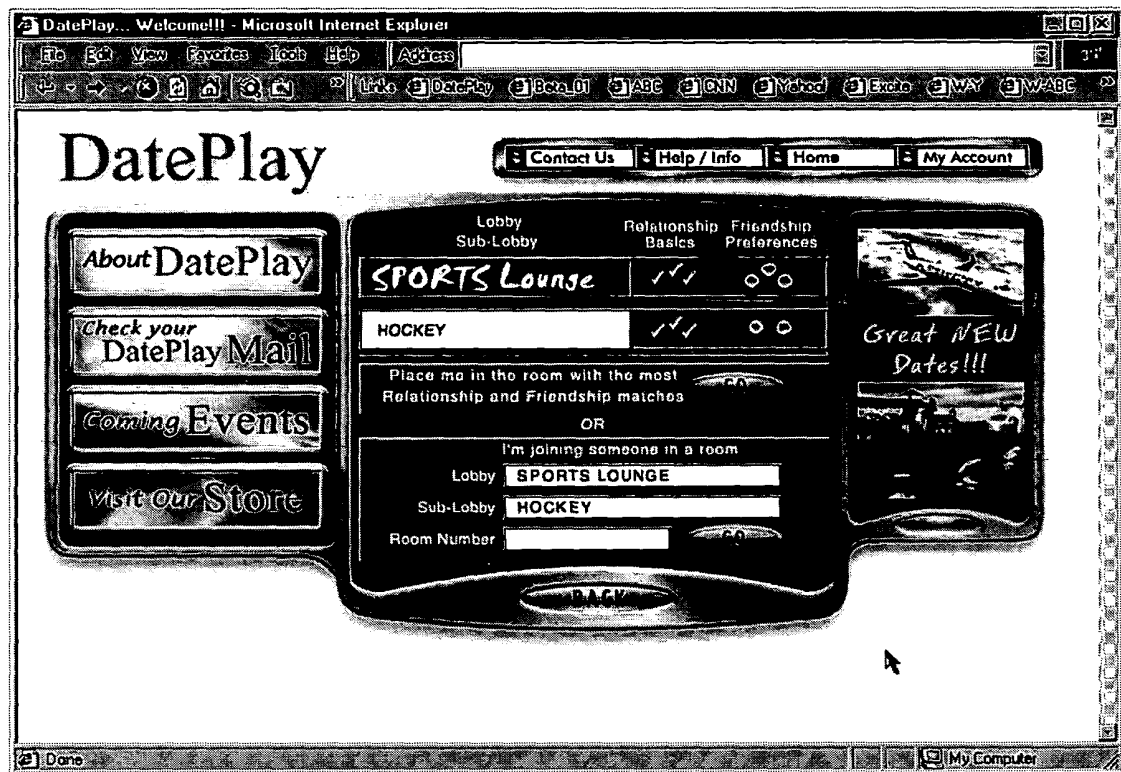 DatePlay... Welcome!!! - Microsoft Internet Explorer
File Edit View Favorites Tools Help Address
Links DatePlay Beta_01 ABC CNN Yahoo! Excite W-Y W-ABC
DatePlay
Contact Us Help / Info Home My Account
About DatePlay
Check your
DatePlay Mail
Coming Events
Visit Our Store
Lobby
Sub-Lobby
Relationship
Basics
Friendship
Preferences
SPORTS Lounge
HOCKEY
Place me in the room with the most
Relationship and Friendship matches
GO
OR
I'm joining someone in a room
Lobby SPORTS LOUNGE
Sub-Lobby HOCKEY
Room Number GO
BACK
Great NEW
Dates!!!
Done My Computer